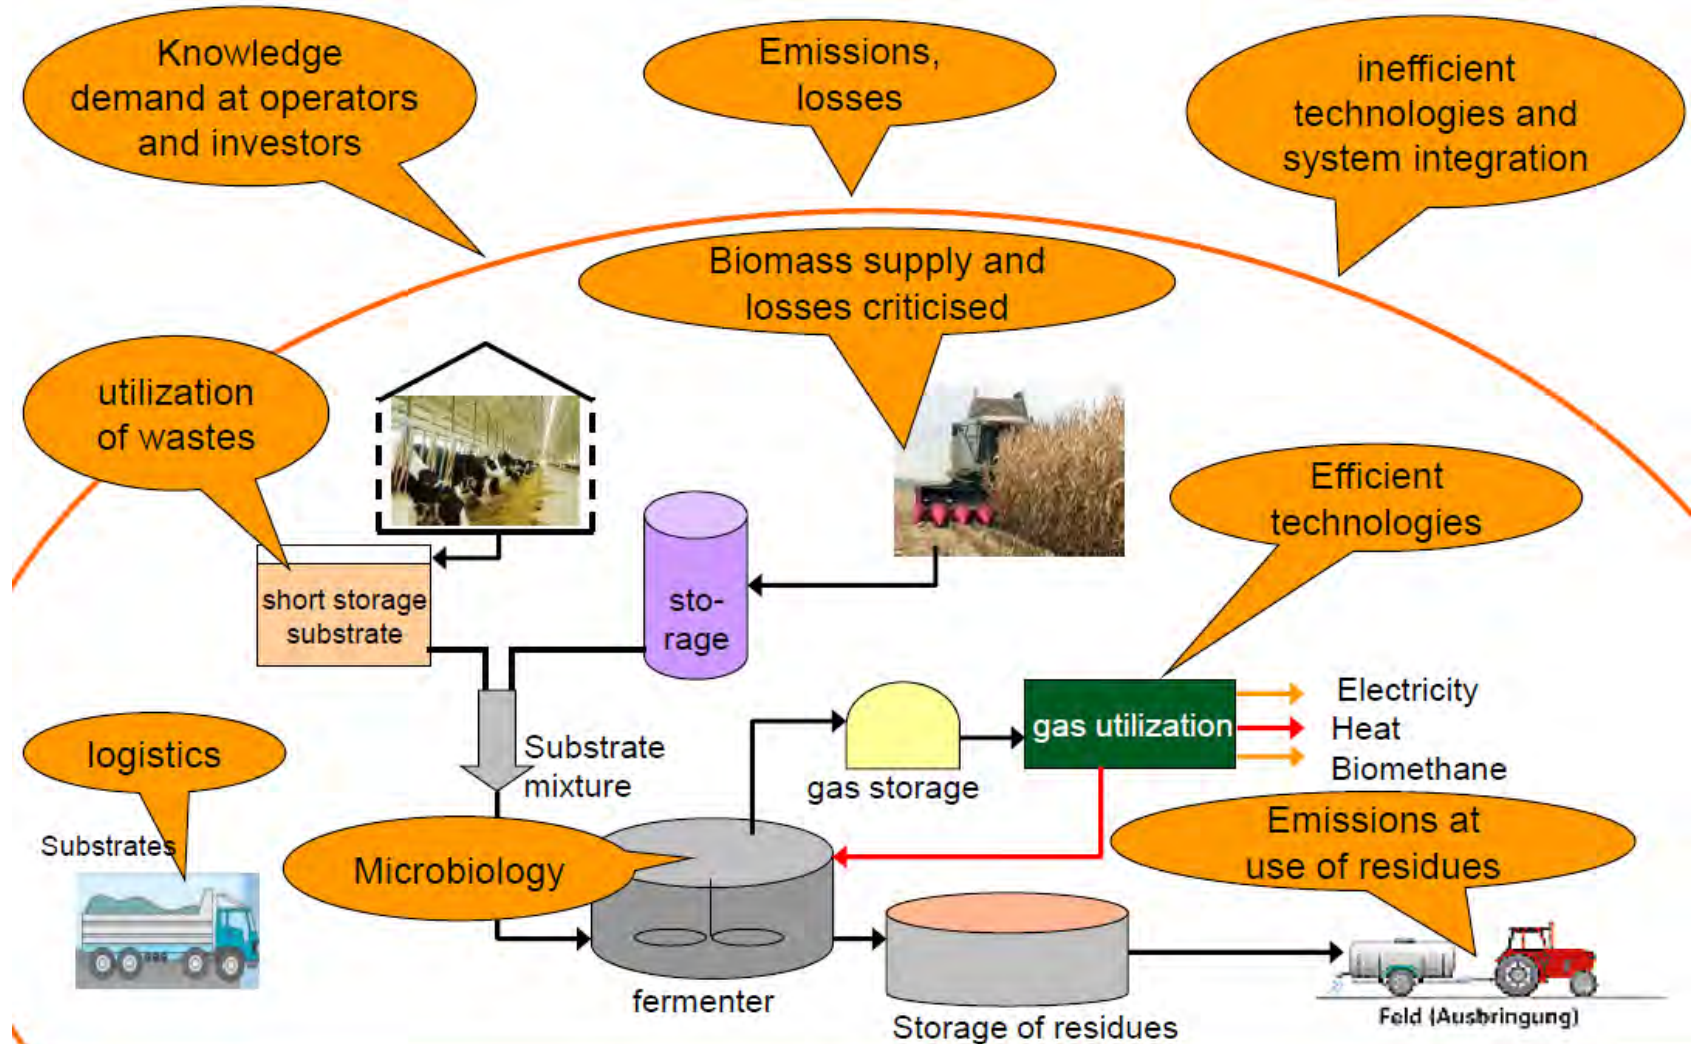 Knowledge
demand at operators
and investors
Emissions,
losses
inefficient
technologies and
system integration
Biomass supply and
losses criticised
utilization
of wastes
Efficient
technologies
short storage
substrate
sto-
rage
logistics
Substrates
Substrate
mixture
gas storage
gas utilization
Electricity
Heat
Biomethane
Microbiology
Emissions at
use of residues
fermenter
Storage of residues
Feld (Ausbringung)